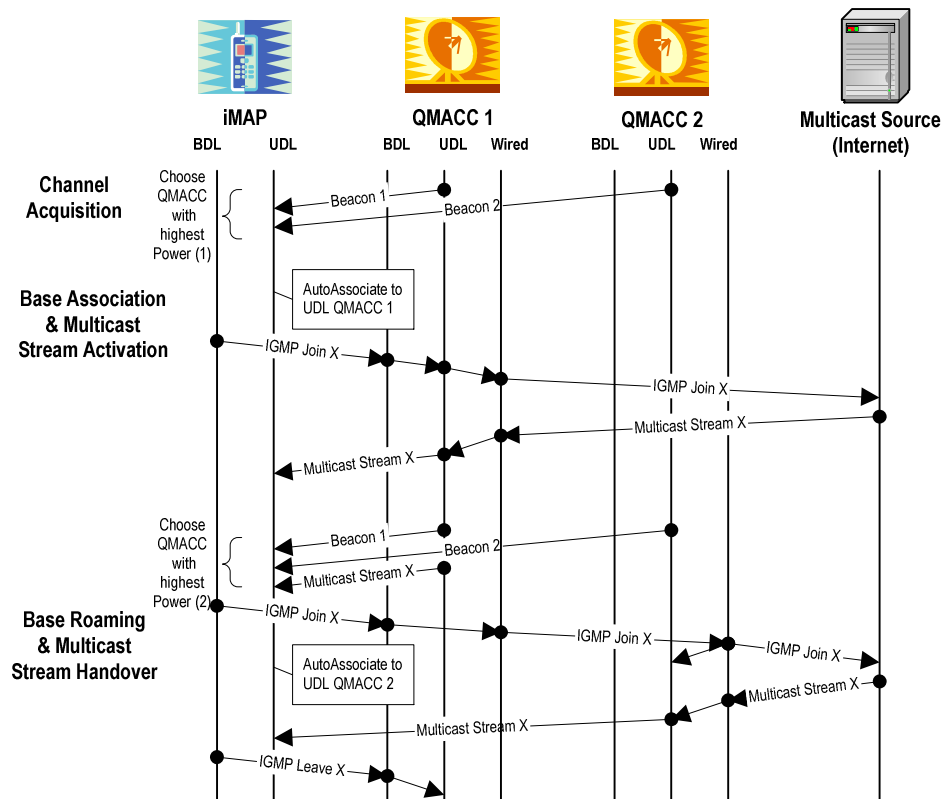 iMAP
QMACC 1
QMACC 2
Multicast Source
(Internet)
BDL
UDL
BDL
UDL
Wired
BDL
UDL
Wired
Channel
Acquisition
Choose
QMACC
with
highest
Power (1)
Beacon 1
Beacon 2
AutoAssociate to
UDL QMACC 1
Base Association
& Multicast
Stream Activation
IGMP Join X
IGMP Join X
Multicast Stream X
Multicast Stream X
Choose
QMACC
with
highest
Power (2)
Beacon 1
Beacon 2
Multicast Stream X
Base Roaming
& Multicast
Stream Handover
IGMP Join X
IGMP Join X
IGMP Join X
AutoAssociate to
UDL QMACC 2
Multicast Stream X
Multicast Stream X
IGMP Leave X